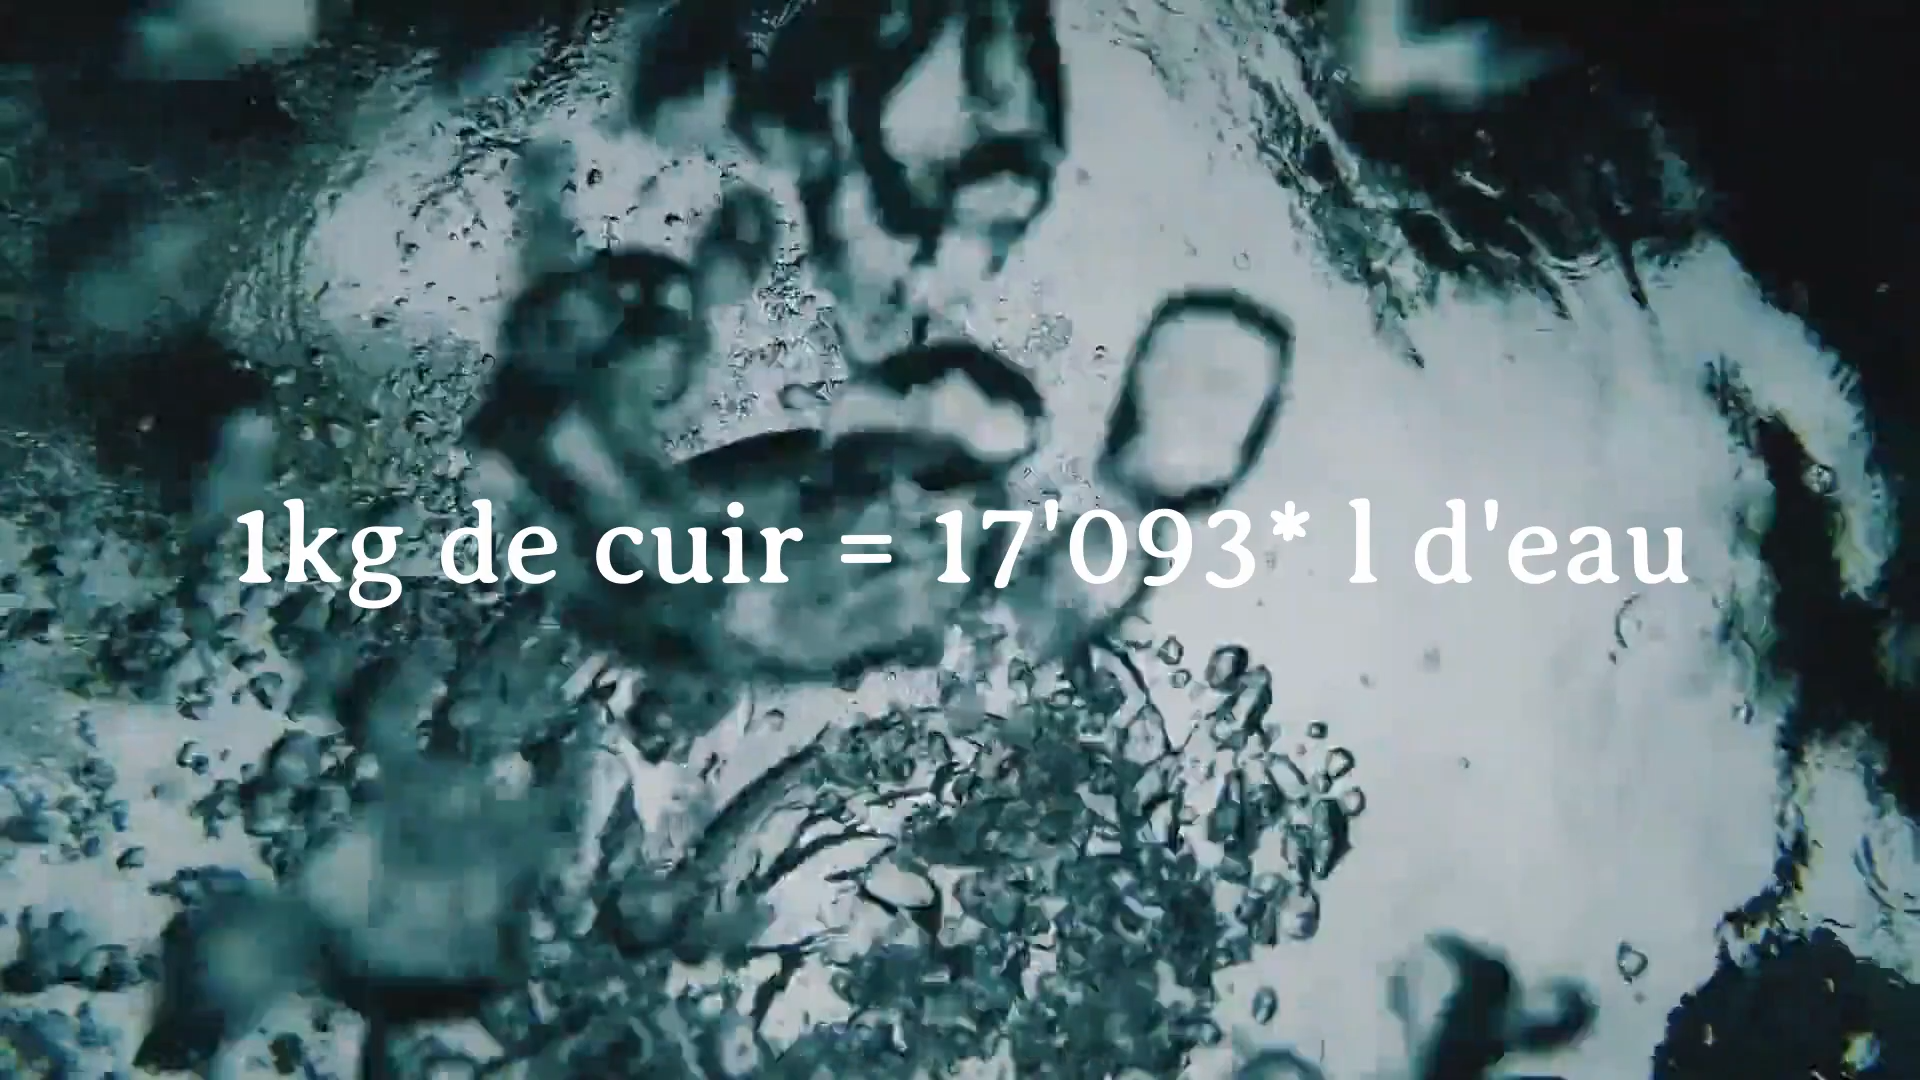 1kg de cuir = 17'093* l d'eau